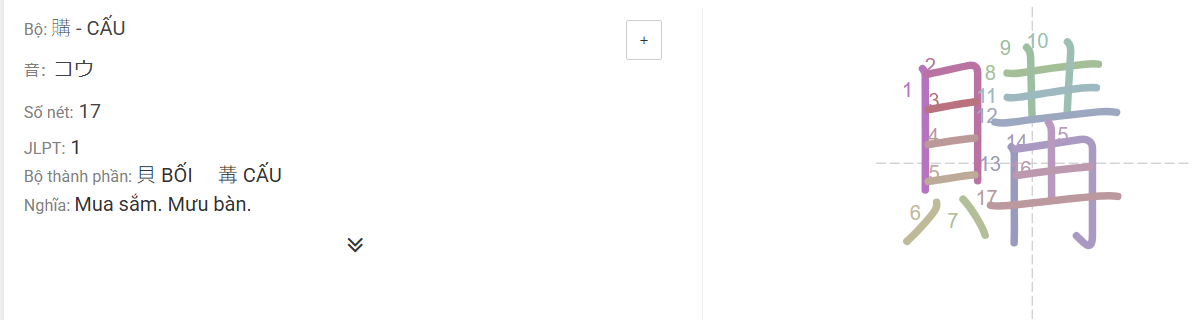 Bộ: 購 - CẤU
+
音: コウ
Số nét: 17
JLPT: 1
Bộ thành phần: 貝 BỐI 冓 CẤU
Nghĩa: Mua sắm. Mưu bàn.
購
1
2
3
4
5
6
7
8
9
10
11
12
13
14
5
6
17